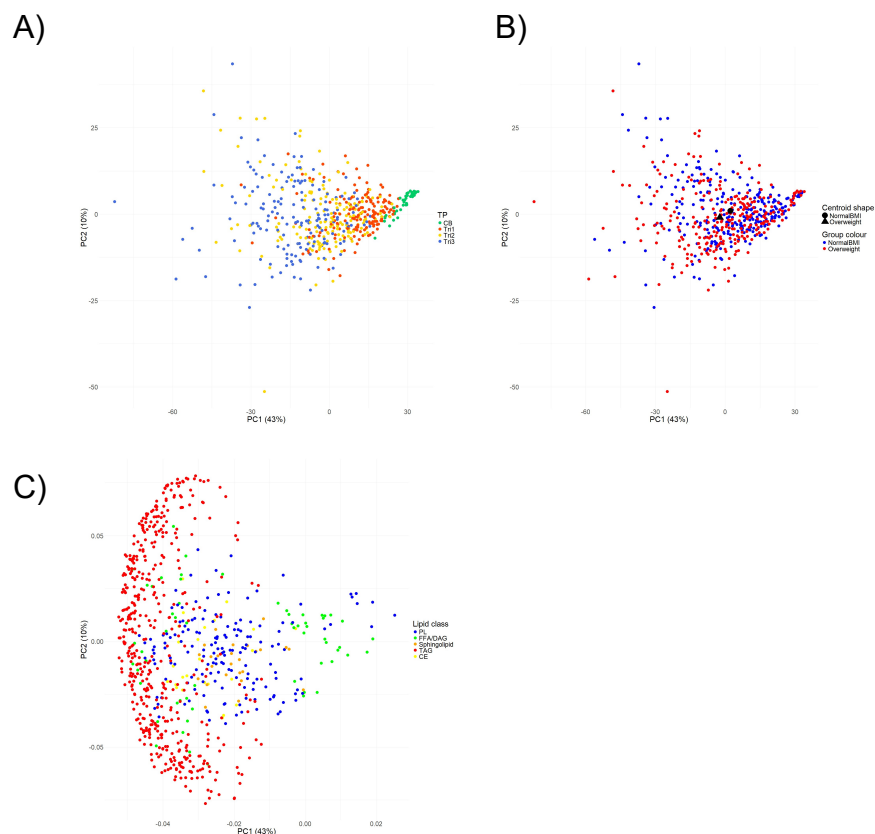 A)
B)
25
0
-25
-50
PC2 (10%)
-60
-30
0
30
PC1 (43%)
TP
CB
Tri1
Tri2
Tri3
25
0
-25
-50
PC2 (10%)
-60
-30
0
30
PC1 (43%)
Centroid shape
NormalBMI
Overweight
Group colour
NormalBMI
Overweight
C)
0.05
0.00
-0.05
PC2 (10%)
-0.04
-0.02
0.00
0.02
PC1 (43%)
Lipid class
PL
FFA/DAG
Sphingolipid
TAG
CE